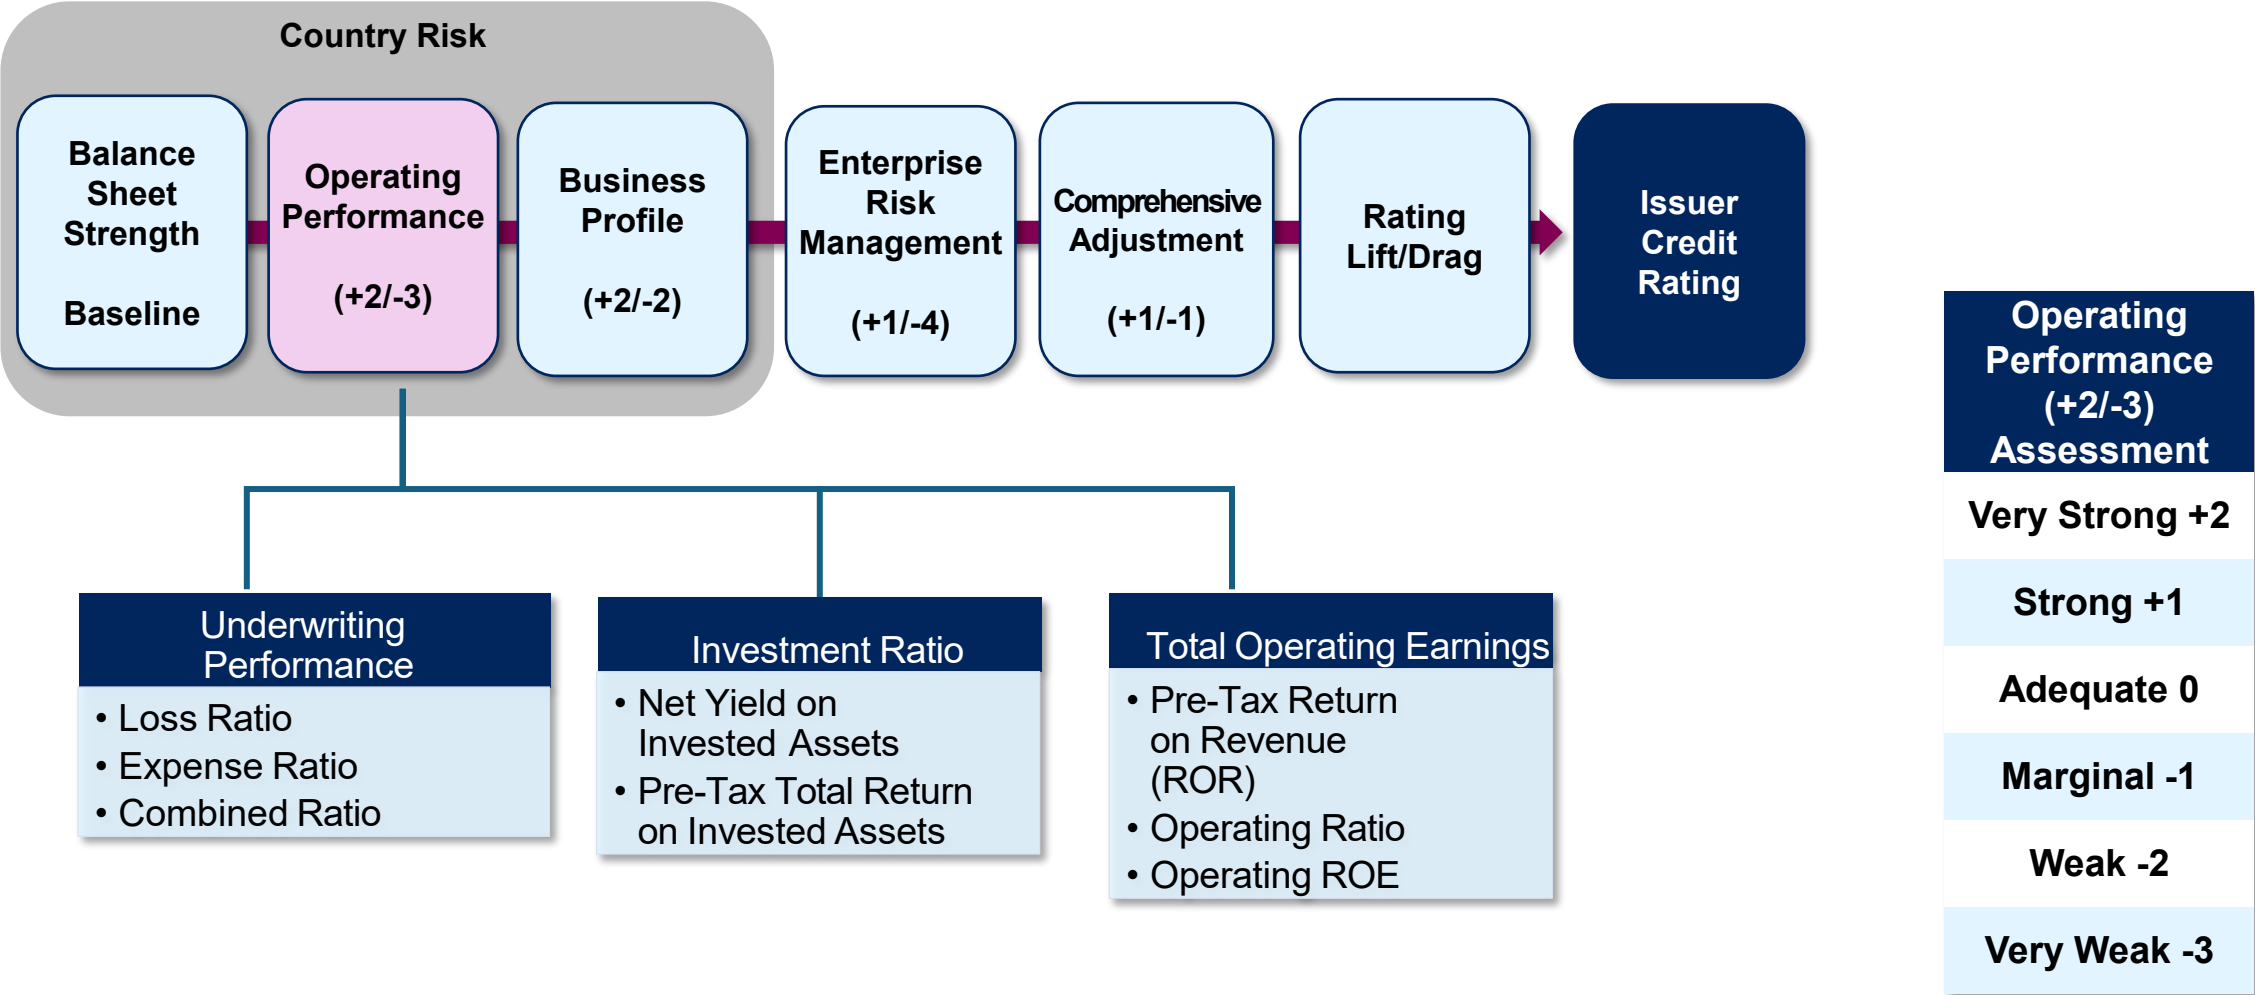 Country Risk
Balance
Sheet
Strength
Baseline
Operating
Performance
(+2/-3)
Business
Profile
(+2/-2)
Enterprise
Risk
Management
(+1/-4)
Comprehensive
Adjustment
(+1/-1)
Rating
Lift/Drag
Issuer
Credit
Rating
Underwriting
Performance
• Loss Ratio
• Expense Ratio
• Combined Ratio
Investment Ratio
• Net Yield on
Invested Assets
• Pre-Tax Total Return
on Invested Assets
Total Operating Earnings
• Pre-Tax Return
on Revenue
(ROR)
• Operating Ratio
• Operating ROE
Operating
Performance
(+2/-3)
Assessment
Very Strong +2
Strong +1
Adequate 0
Marginal -1
Weak -2
Very Weak -3